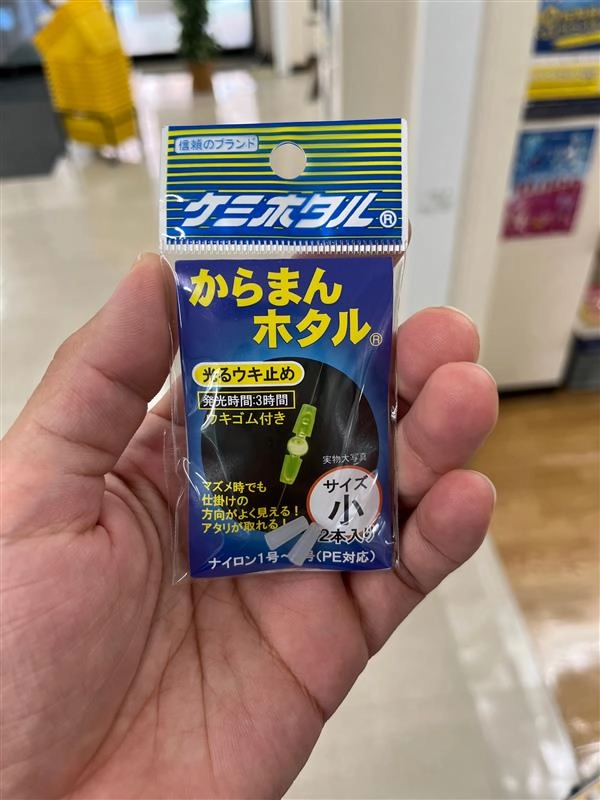 信頼のブランド
ケミホタル®
からまん
ホタル®
光るウキ止め
発光時間:3時間
ウキゴム付き
実物大写真
マズメ時でも
仕掛けの
方向がよく見える!
アタリが取れる!
サイズ
小
2本入り
ナイロン1号~ 号(PE対応)